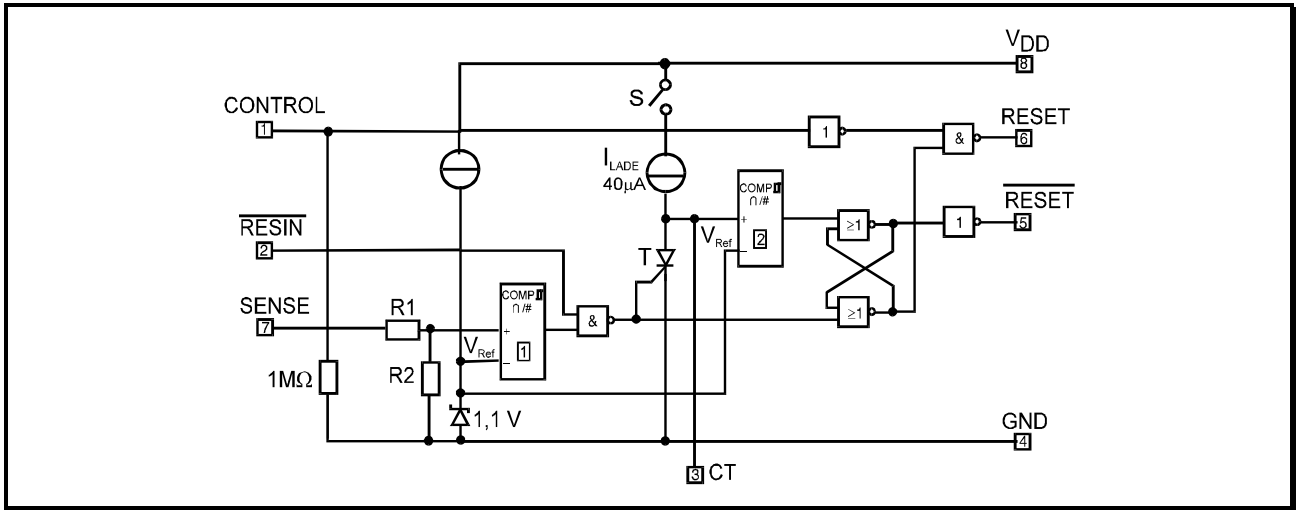 VDD
8
S
CONTROL
1
1
RESET
&
6
ILADE
40µA
COMP
∩/#
+
2
−
VRef
RESIN
2
≥1
1
RESET
5
T
SENSE
7
R1
COMP
∩/#
+
1
−
VRef
&
≥1
1MΩ
R2
1,1 V
GND
4
3
CT